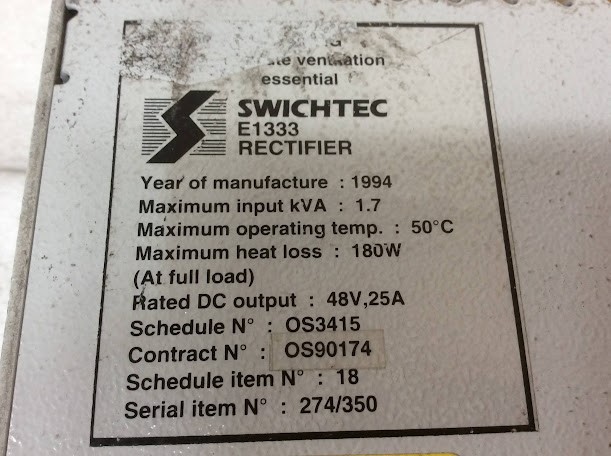 ventilation
essential !
SWICHTEC
E1333
RECTIFIER
Year of manufacture : 1994
Maximum input kVA : 1.7
Maximum operating temp. : 50°C
Maximum heat loss : 180W
(At full load)
Rated DC output : 48V,25A
Schedule N° : OS3415
Contract N° : OS90174
Schedule item N° : 18
Serial item N° : 274/350